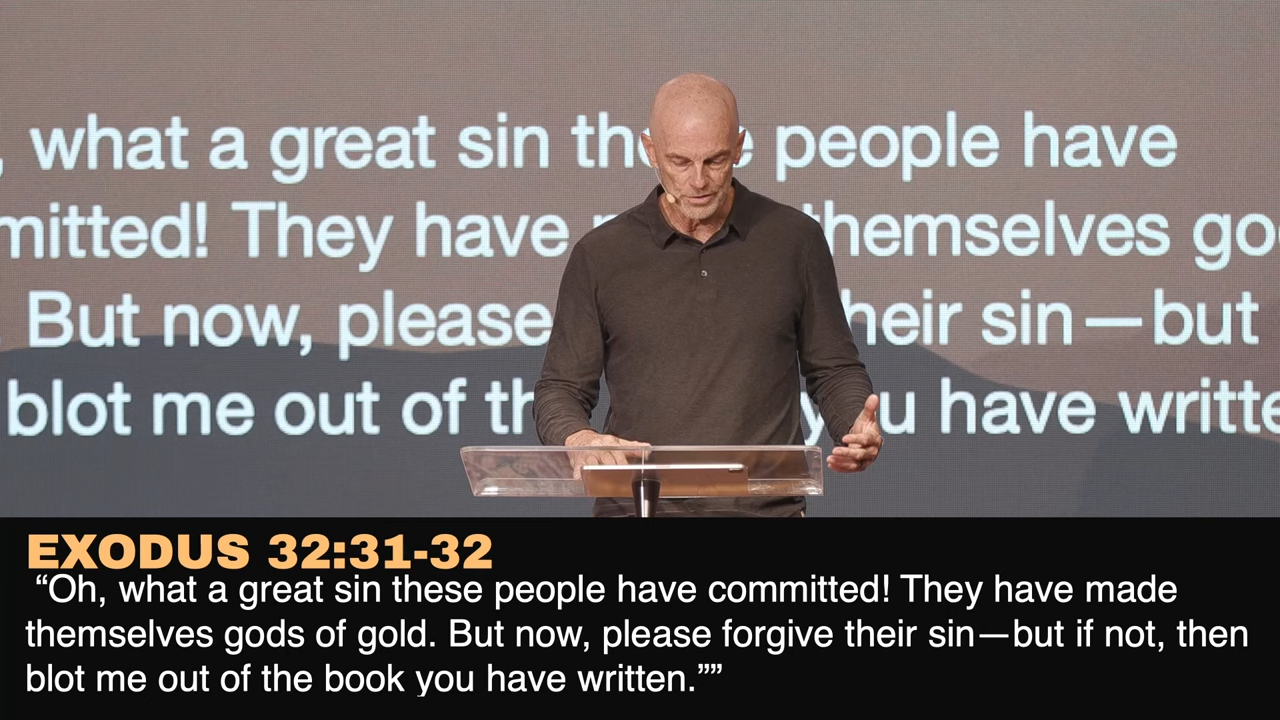 , what a great sin these people have
mitted! They have themselves go
But now, please heir sin—but
blot me out of th you have writte
EXODUS 32:31-32
“Oh, what a great sin these people have committed! They have made
themselves gods of gold. But now, please forgive their sin—but if not, then
blot me out of the book you have written.””